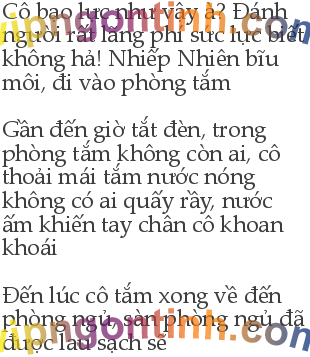 Cô bạo lực như vậy à? Đánh
người rất lãng phí sức lực biết
không hả! Nhiếp Nhiên bĩu
môi, đi vào phòng tắm
Gần đến giờ tắt đèn, trong
phòng tắm không còn ai, cô
thoải mái tắm nước nóng
không có ai quấy rầy, nước
ấm khiến tay chân cô khoan
khoái
Đến lúc cô tắm xong về đến
phòng ngủ, sàn phòng ngủ đã
được lau sạch sẽ